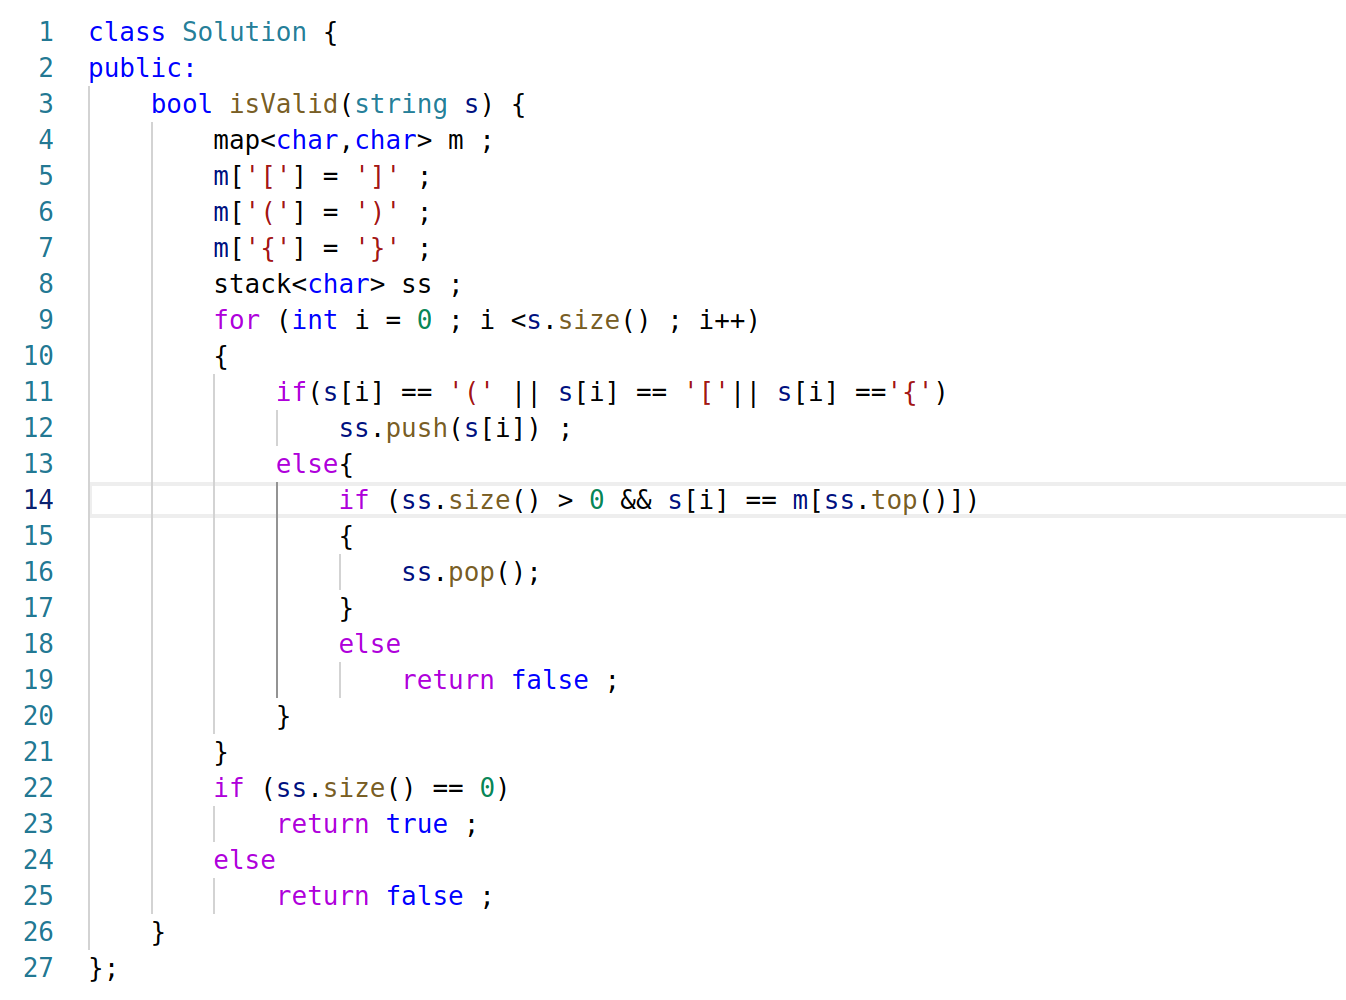 1 class Solution {
2 public:
3     bool isValid(string s) {
4         map<char,char> m ;
5         m['['] = ']' ;
6         m['('] = ')' ;
7         m['{'] = '}' ;
8         stack<char> ss ;
9         for (int i = 0 ; i <s.size() ; i++)
10         {
11             if(s[i] == '(' || s[i] == '['|| s[i] =='{')
12                 ss.push(s[i]) ;
13             else{
14                 if (ss.size() > 0 && s[i] == m[ss.top()])
15                 {
16                     ss.pop();
17                 }
18                 else
19                     return false ;
20             }
21         }
22         if (ss.size() == 0)
23             return true ;
24         else
25             return false ;
26     }
27 };